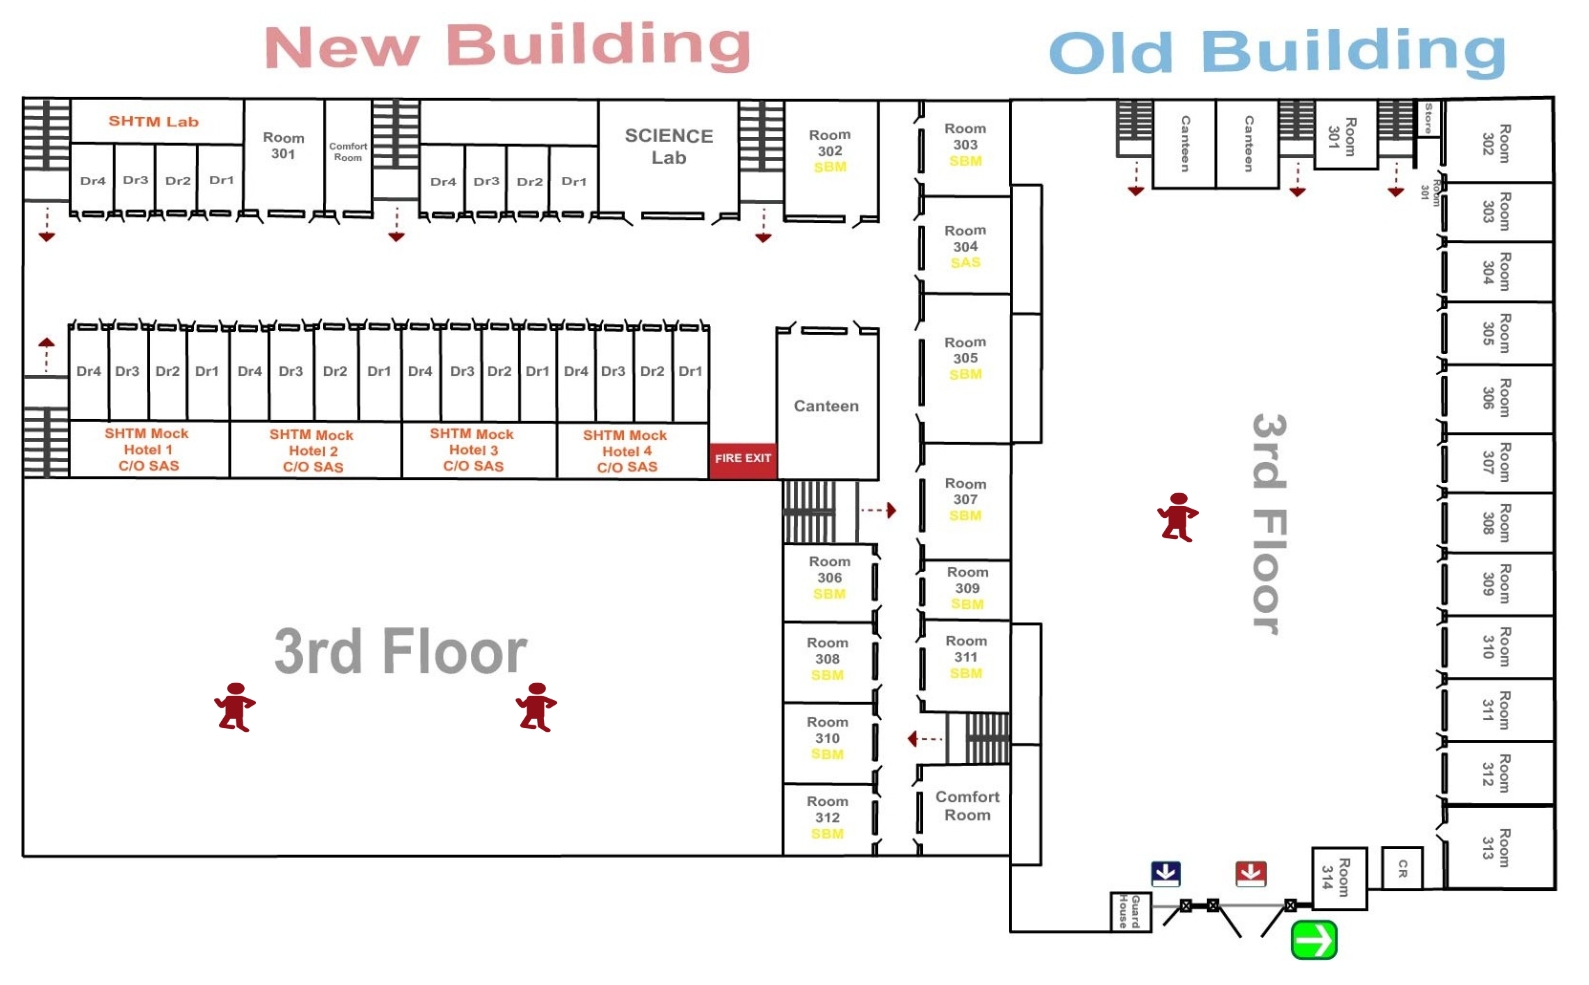 New Building
Old Building
SHTM Lab
Dr4
Dr3
Dr2
Dr1
Room
301
Comfort
Room
Dr4
Dr3
Dr2
Dr1
SCIENCE
Lab
Room
302
SBM
Room
303
SBM
Room
304
SAS
Room
305
SBM
Room
307
SBM
Room
309
SBM
Room
311
SBM
Comfort
Room
Dr4
Dr3
Dr2
Dr1
Dr4
Dr3
Dr2
Dr1
Dr4
Dr3
Dr2
Dr1
Dr4
Dr3
Dr2
Dr1
SHTM Mock
Hotel 1
C/O SAS
SHTM Mock
Hotel 2
C/O SAS
SHTM Mock
Hotel 3
C/O SAS
SHTM Mock
Hotel 4
C/O SAS
FIRE EXIT
Canteen
Room
306
SBM
Room
308
SBM
Room
310
SBM
Room
312
SBM
3rd Floor
Canteen
Canteen
Room
301
Store
Room
301
Room
302
Room
303
Room
304
Room
305
Room
306
Room
307
Room
308
Room
309
Room
310
Room
311
Room
312
Room
313
3rd Floor
Room
314
CR
Guard
House